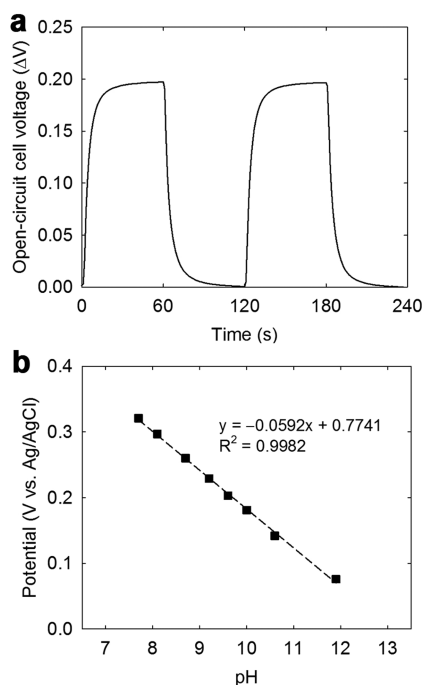 a
0.25
0.20
0.15
0.10
0.05
0.00
Open-circuit cell voltage (ΔV)
0 60 120 180 240
Time (s)
b
0.4
0.3
0.2
0.1
0.0
Potential (V vs. Ag/AgCl)
y = −0.0592x + 0.7741
R² = 0.9982
7 8 9 10 11 12 13
pH